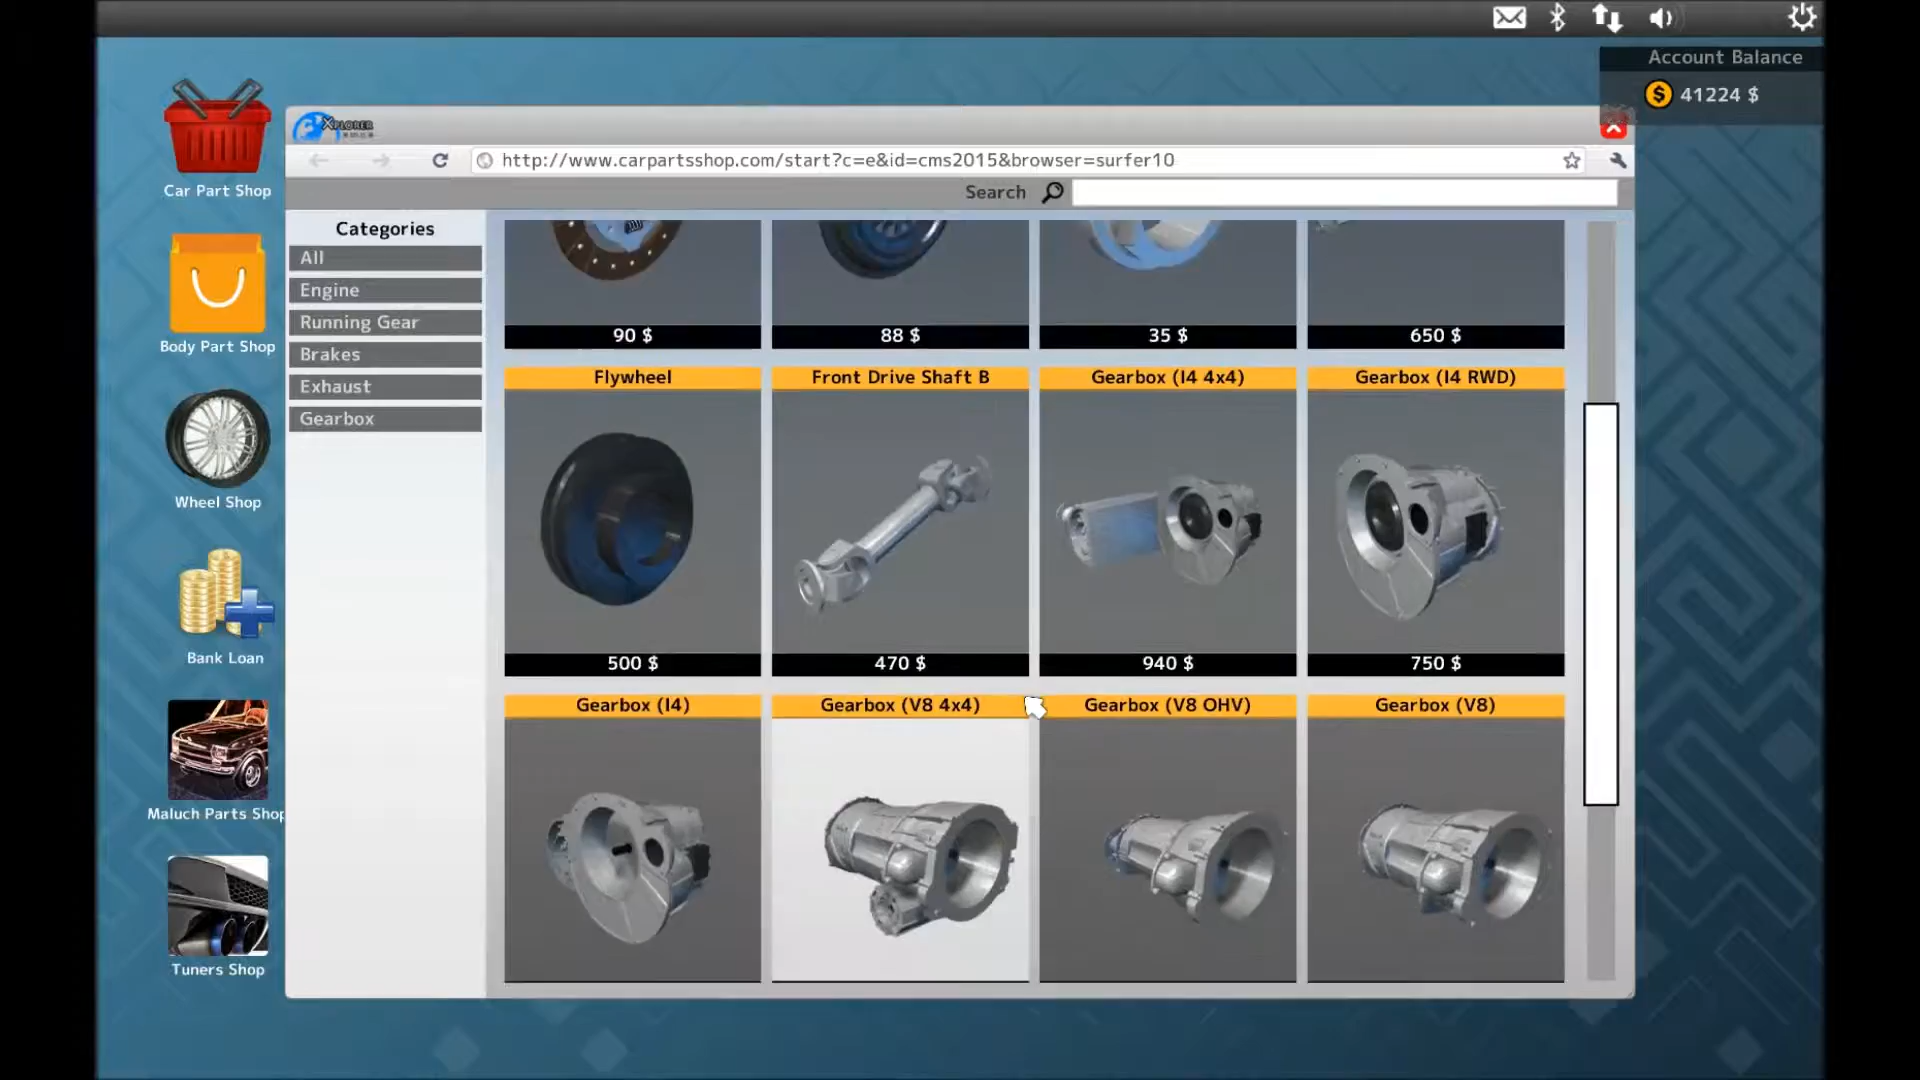 Account Balance
41224 $
XPLORER
http://www.carpartsshop.com/start?c=e&id=cms2015&browser=surfer10
Search
Car Part Shop
Body Part Shop
Wheel Shop
Bank Loan
Maluch Parts Shop
Tuners Shop
Categories
All
Engine
Running Gear
Brakes
Exhaust
Gearbox
90 $
88 $
35 $
650 $
Flywheel
Front Drive Shaft B
Gearbox (I4 4x4)
Gearbox (I4 RWD)
500 $
470 $
940 $
750 $
Gearbox (I4)
Gearbox (V8 4x4)
Gearbox (V8 OHV)
Gearbox (V8)